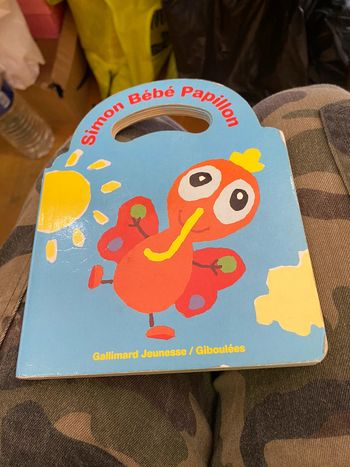 Simon Bébé Papillon
Gallimard Jeunesse / Giboulées